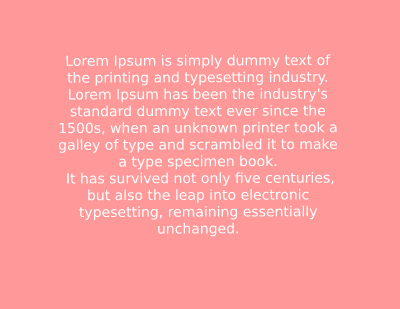 Lorem Ipsum is simply dummy text of
the printing and typesetting industry.
Lorem Ipsum has been the industry's
standard dummy text ever since the
1500s, when an unknown printer took a
galley of type and scrambled it to make
a type specimen book.
It has survived not only five centuries,
but also the leap into electronic
typesetting, remaining essentially
unchanged.